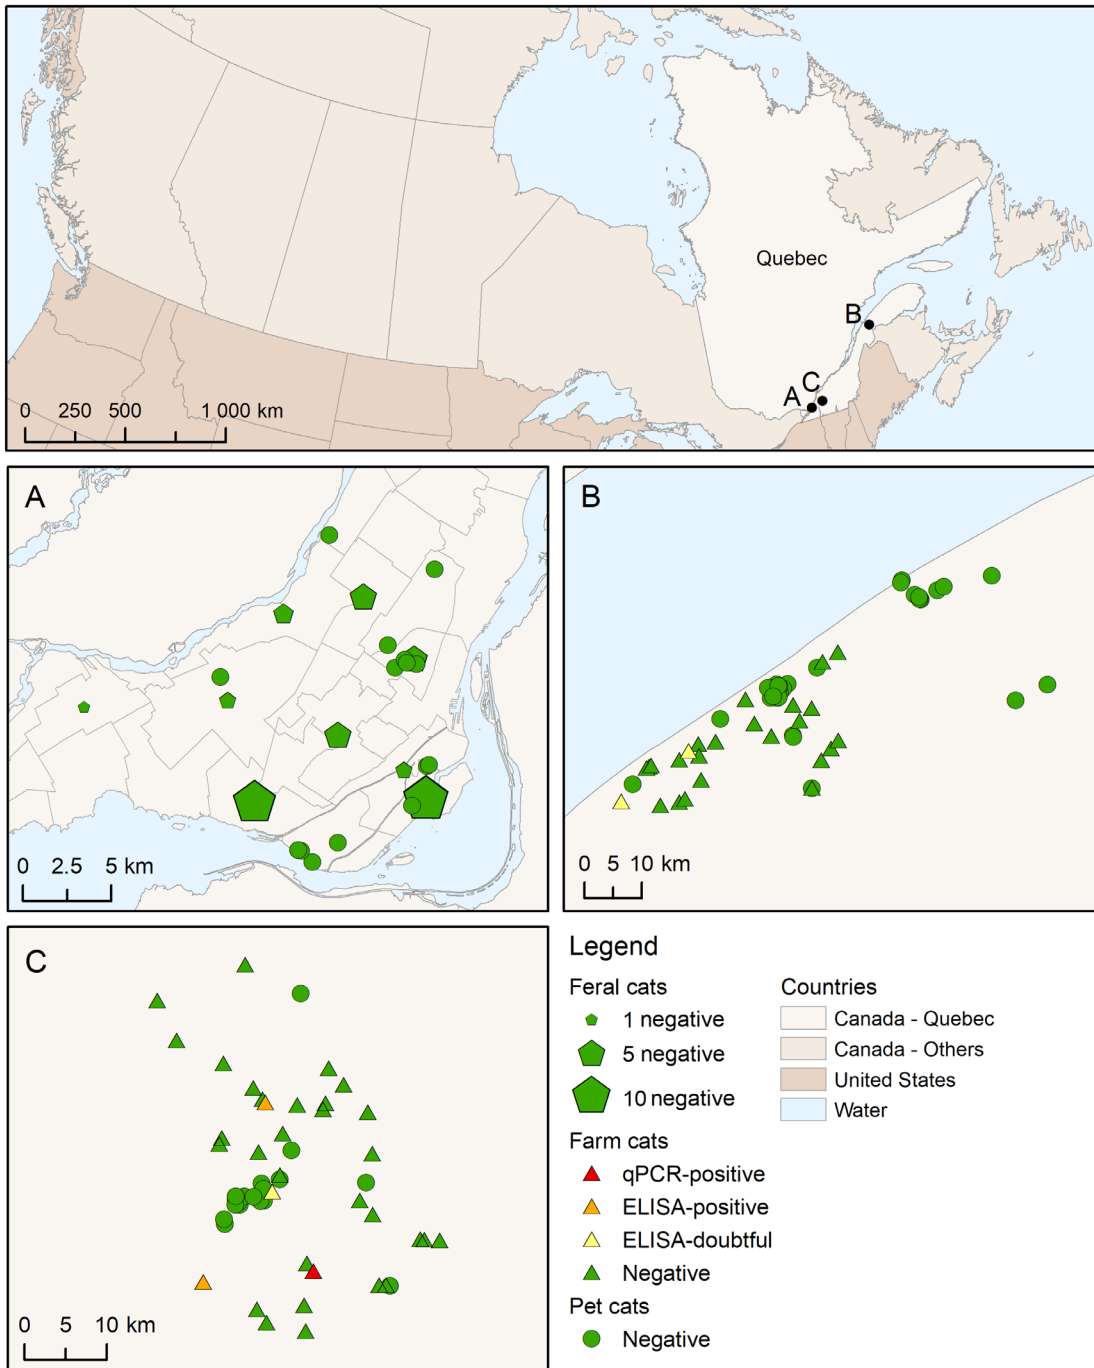 Quebec
B
C
A
0 250 500 1 000 km
A
0 2.5 5 km
B
0 5 10 km
C
0 5 10 km
Legend
Feral cats
1 negative
5 negative
10 negative
Farm cats
qPCR-positive
ELISA-positive
ELISA-doubtful
Negative
Pet cats
Negative
Countries
Canada - Quebec
Canada - Others
United States
Water